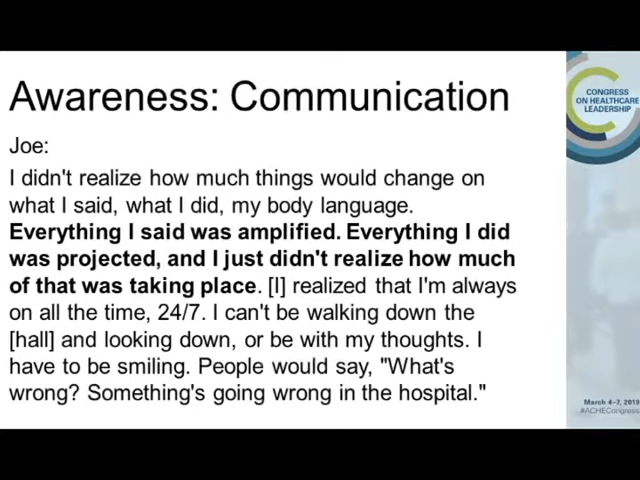 Awareness: Communication
Joe:
I didn't realize how much things would change on
what I said, what I did, my body language.
Everything I said was amplified. Everything I did
was projected, and I just didn't realize how much
of that was taking place. [I] realized that I'm always
on all the time, 24/7. I can't be walking down the
[hall] and looking down, or be with my thoughts. I
have to be smiling. People would say, "What's
wrong? Something's going wrong in the hospital."
CONGRESS
ON HEALTHCARE
LEADERSHIP
March 4–7, 2019
#ACHECongress